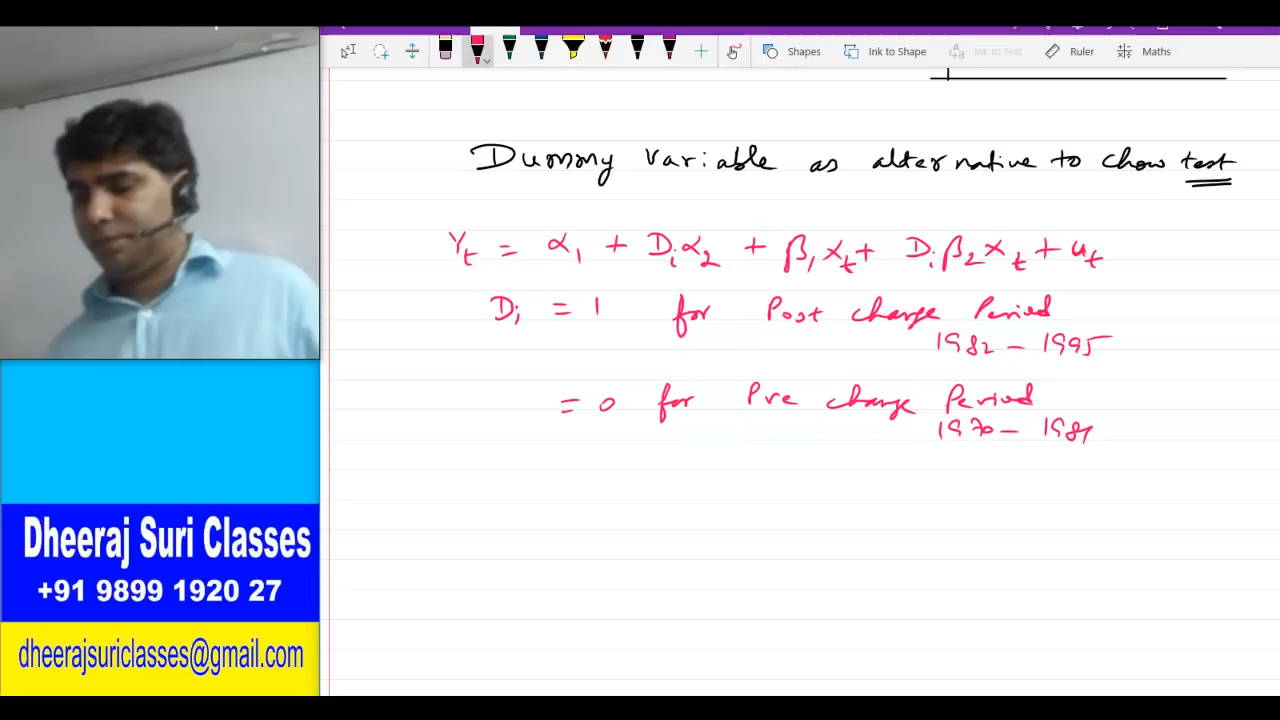 Shapes
Ink to Shape
Ink to Text
Ruler
Maths
Dummy variable as alternative to chow test
Yt = α1 + Diα2 + β1Xt + Diβ2Xt + ut
Di = 1 for Post change Period
1982 - 1995
= 0 for Pre change Period
1970 - 1981
Dheeraj Suri Classes
+91 9899 1920 27
dheerajsuriclasses@gmail.com